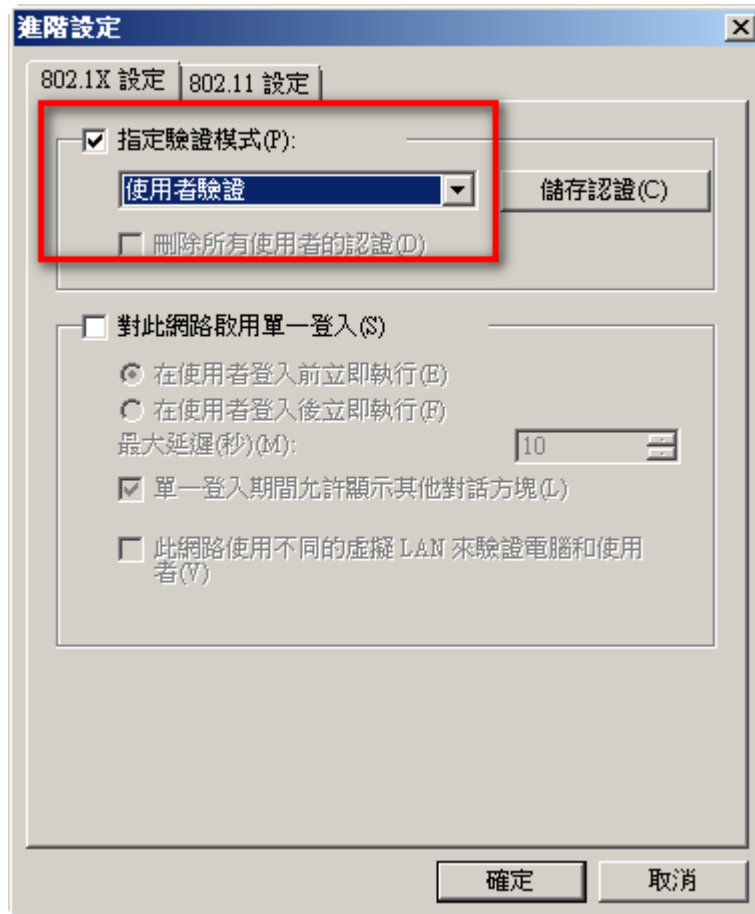 進階設定
802.1X 設定
802.11 設定
指定驗證模式(P):
使用者驗證
儲存認證(C)
刪除所有使用者的認證(D)
對此網路啟用單一登入(S)
在使用者登入前立即執行(E)
在使用者登入後立即執行(F)
最大延遲(秒)(M):
10
單一登入期間允許顯示其他對話方塊(L)
此網路使用不同的虛擬 LAN 來驗證電腦和使用
者(V)
確定
取消